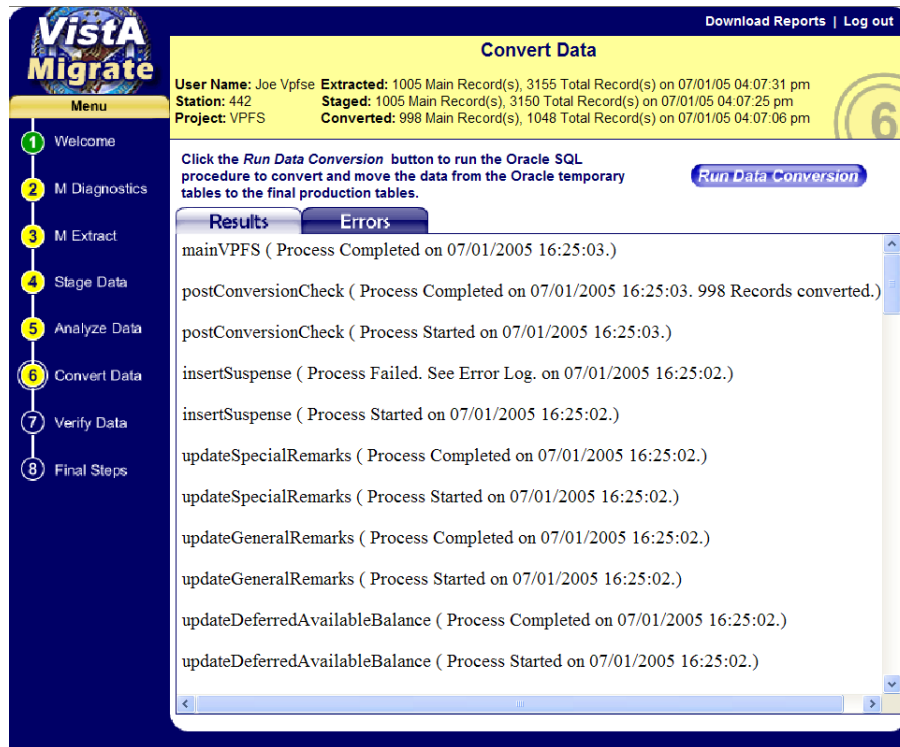 VistA
Migrate
Download Reports | Log out
Convert Data
User Name: Joe Vpfse Extracted: 1005 Main Record(s), 3155 Total Record(s) on 07/01/05 04:07:31 pm
Station: 442 Staged: 1005 Main Record(s), 3150 Total Record(s) on 07/01/05 04:07:25 pm
Project: VPFS Converted: 998 Main Record(s), 1048 Total Record(s) on 07/01/05 04:07:06 pm
6
Menu
1 Welcome
2 M Diagnostics
3 M Extract
4 Stage Data
5 Analyze Data
6 Convert Data
7 Verify Data
8 Final Steps
Click the Run Data Conversion button to run the Oracle SQL
procedure to convert and move the data from the Oracle temporary
tables to the final production tables.
Run Data Conversion
Results Errors
mainVPFS ( Process Completed on 07/01/2005 16:25:03.)
postConversionCheck ( Process Completed on 07/01/2005 16:25:03. 998 Records converted.)
postConversionCheck ( Process Started on 07/01/2005 16:25:03.)
insertSuspense ( Process Failed. See Error Log. on 07/01/2005 16:25:02.)
insertSuspense ( Process Started on 07/01/2005 16:25:02.)
updateSpecialRemarks ( Process Completed on 07/01/2005 16:25:02.)
updateSpecialRemarks ( Process Started on 07/01/2005 16:25:02.)
updateGeneralRemarks ( Process Completed on 07/01/2005 16:25:02.)
updateGeneralRemarks ( Process Started on 07/01/2005 16:25:02.)
updateDeferredAvailableBalance ( Process Completed on 07/01/2005 16:25:02.)
updateDeferredAvailableBalance ( Process Started on 07/01/2005 16:25:02.)